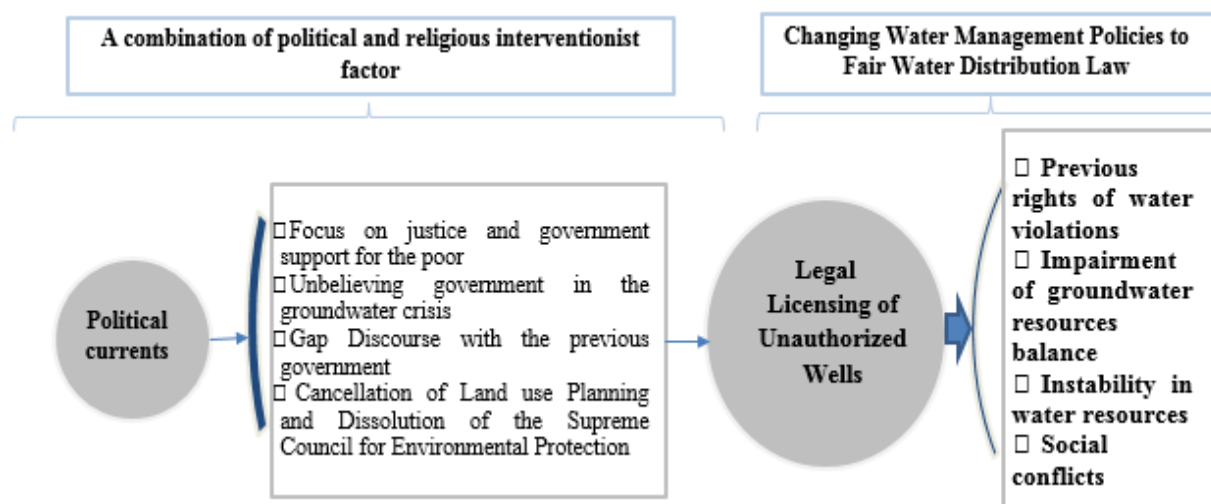 A combination of political and religious interventionist
factor
Changing Water Management Policies to
Fair Water Distribution Law
Political
currents
□Focus on justice and government
support for the poor
□Unbelieving government in the
groundwater crisis
□Gap Discourse with the previous
government
□ Cancellation of Land use Planning
and Dissolution of the Supreme
Council for Environmental Protection
Legal
Licensing of
Unauthorized
Wells
□ Previous
rights of water
violations
□ Impairment
of groundwater
resources
balance
□ Instability in
water resources
□ Social
conflicts